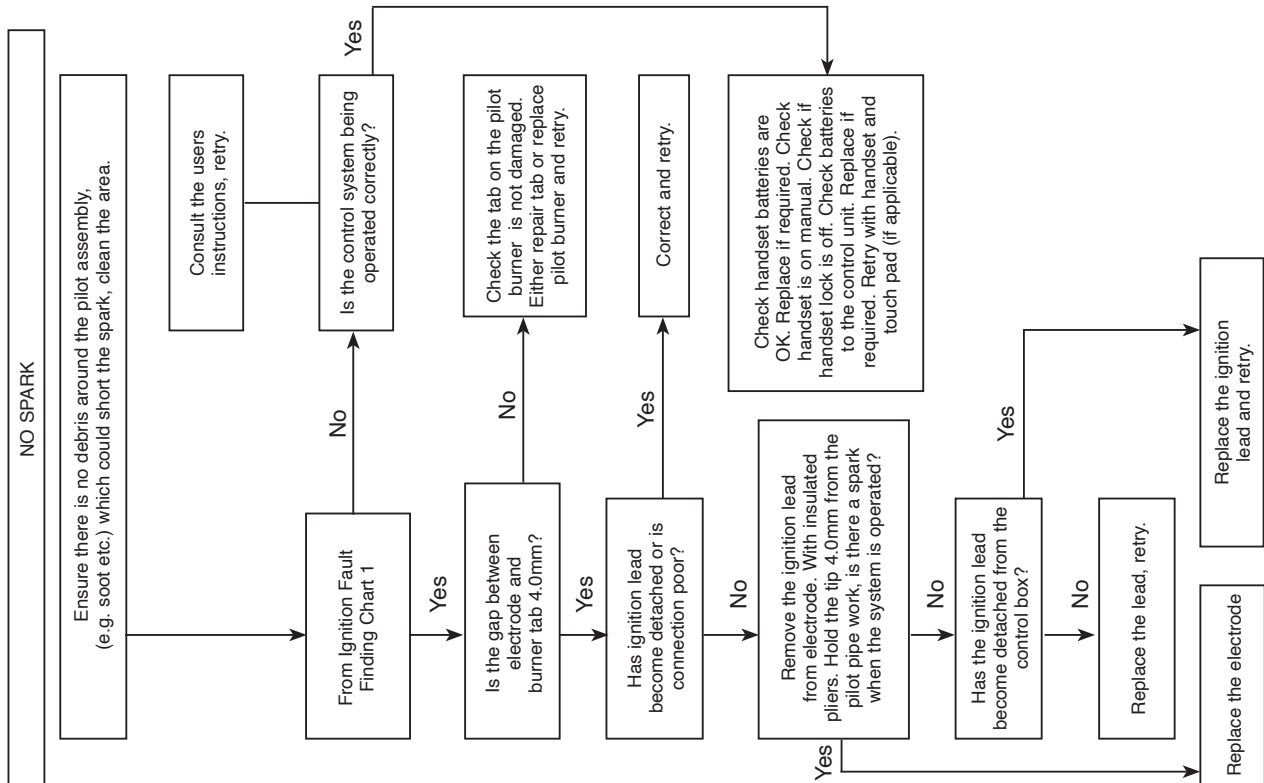 NO SPARK
Ensure there is no debris around the pilot assembly,
(e.g. soot etc.) which could short the spark, clean the area.
Consult the users
instructions, retry.
From Ignition Fault
Finding Chart 1
No
Is the control system being
operated correctly?
Yes
Yes
Is the gap between
electrode and
burner tab 4.0mm?
No
Check the tab on the pilot
burner is not damaged.
Either repair tab or replace
pilot burner and retry.
Yes
Has ignition lead
become detached or is
connection poor?
Yes
Correct and retry.
No
Remove the ignition lead
from electrode. With insulated
pliers. Hold the tip 4.0mm from the
pilot pipe work, is there a spark
when the system is operated?
Check handset batteries are
OK. Replace if required. Check
handset is on manual. Check if
handset lock is off. Check batteries
to the control unit. Replace if
required. Retry with handset and
touch pad (if applicable).
Yes
No
Has the ignition lead
become detached from the
control box?
Yes
No
Replace the lead, retry.
Replace the electrode
Replace the ignition
lead and retry.